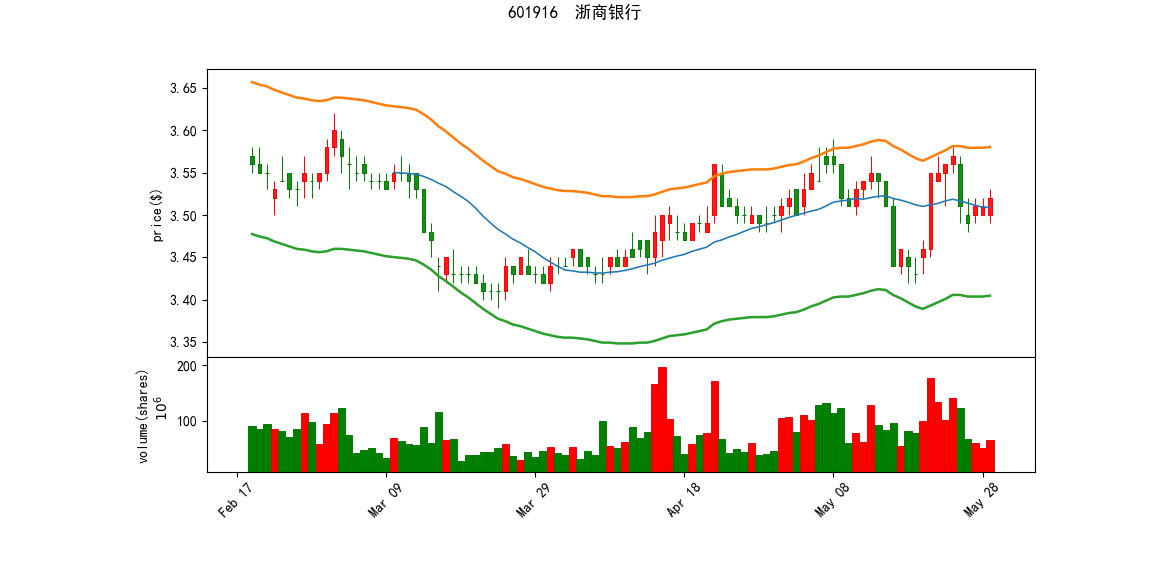 601916  浙商银行
price($)
3.65
3.60
3.55
3.50
3.45
3.40
3.35
volume(shares)
10^6
200
100
Feb 17
Mar 09
Mar 29
Apr 18
May 08
May 28